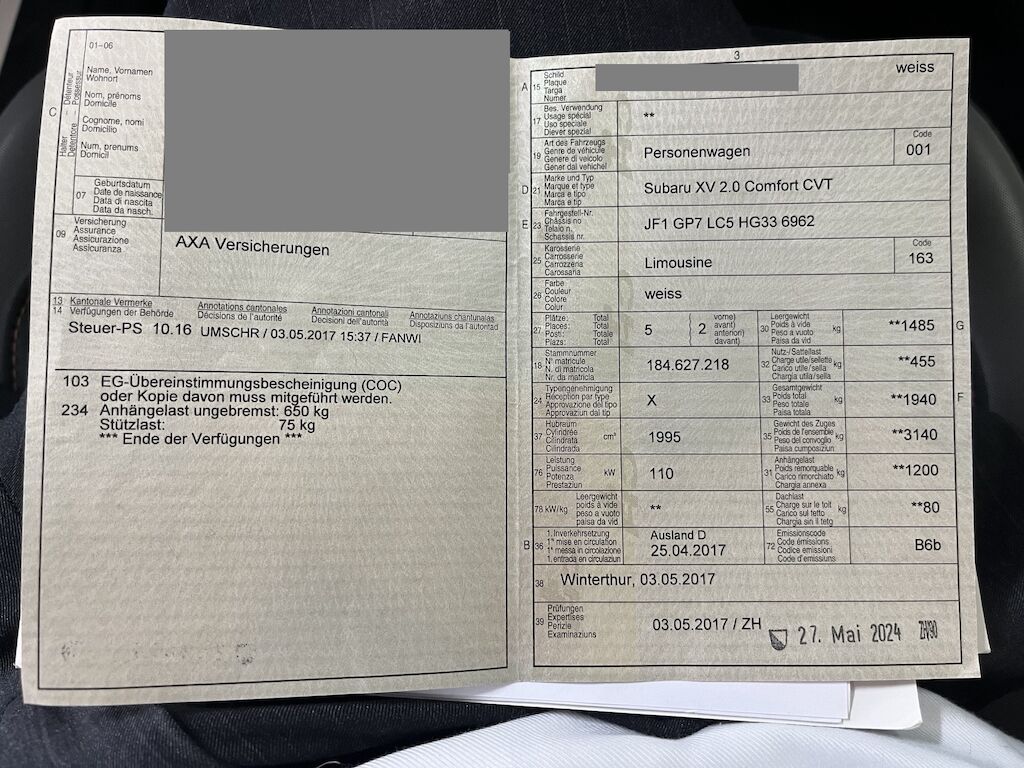 01-06
Halter
Détenteur
Detentore
Possessur
C
Name, Vornamen
Wohnort
Nom, prénoms
Domicile
Cognome, nomi
Domicilio
Num, prenums
Domicil
07
Geburtsdatum
Date de naissance
Data di nascita
Data da nasch.
09
Versicherung
Assurance
Assicurazione
Assicuranza
AXA Versicherungen
13 Kantonale Vermerke Annotations cantonales Annotazioni cantonali Annotaziuns chantunalas
14 Verfügungen der Behörde Décisions de l'autorité Decisioni dell'autorità Disposiziuns da l'autoritad
Steuer-PS 10.16 UMSCHR / 03.05.2017 15:37 / FANWI
103 EG-Übereinstimmungsbescheinigung (COC)
oder Kopie davon muss mitgeführt werden.
234 Anhängelast ungebremst: 650 kg
Stützlast: 75 kg
*** Ende der Verfügungen ***
3
A 15
Schild
Plaque
Targa
Numer
weiss
17
Bes. Verwendung
Usage spécial
Uso speciale
Diever spezial
**
19
Art des Fahrzeugs
Genre de véhicule
Genere di veicolo
Gener dal vehichel
Personenwagen
Code
001
D 21
Marke und Typ
Marque et type
Marca e tipo
Marca e tip
Subaru XV 2.0 Comfort CVT
E 23
Fahrgestell-Nr.
Châssis no
Telaio n.
Schassis nr.
JF1 GP7 LC5 HG33 6962
25
Karosserie
Carrosserie
Carrozzeria
Carossaria
Limousine
Code
163
26
Farbe
Couleur
Colore
Colur
weiss
27
Plätze: Total
Places: Total
Posti: Totale
Plazs: Total
5
2
vorne)
avant)
anteriori)
davant)
30
Leergewicht
Poids à vide
Peso a vuoto
Paisa da vid
kg
**1485
G
18
Stammnummer
N° matricule
N. di matricola
Nr. da matricla
184.627.218
32
Nutz-/Sattellast
Charge utile/sellette
Carico utile/sella
Chargia utila/sella
kg
**455
24
Typengenehmigung
Réception par type
Approvazione del tipo
Approvaziun dal tip
X
33
Gesamtgewicht
Poids total
Peso totale
Paisa totala
kg
**1940
F
37
Hubraum
Cylindrée
Cilindrata
Cilindrada
cm³
1995
35
Gewicht des Zuges
Poids de l'ensemble
Peso del convoglio
Paisa cumposiziun
kg
**3140
76
Leistung
Puissance
Potenza
Prestaziun
kW
110
31
Anhängelast
Poids remorquable
Carico rimorchiato
Chargia annexa
kg
**1200
78 kW/kg
Leergewicht
poids à vide
peso a vuoto
paisa da vid
**
55
Dachlast
Charge sur le toit
Carico sul tetto
Chargia sin il tetg
kg
**80
B 36
1. Inverkehrsetzung
1re mise en circulation
1a messa in circolazione
1. entrada en circulaziun
Ausland D
25.04.2017
72
Emissionscode
Code émissions
Codice emissioni
Code d'emissiuns
B6b
38
Winterthur, 03.05.2017
39
Prüfungen
Expertises
Perizie
Examinaziuns
03.05.2017 / ZH
27. Mai 2024 ZH90